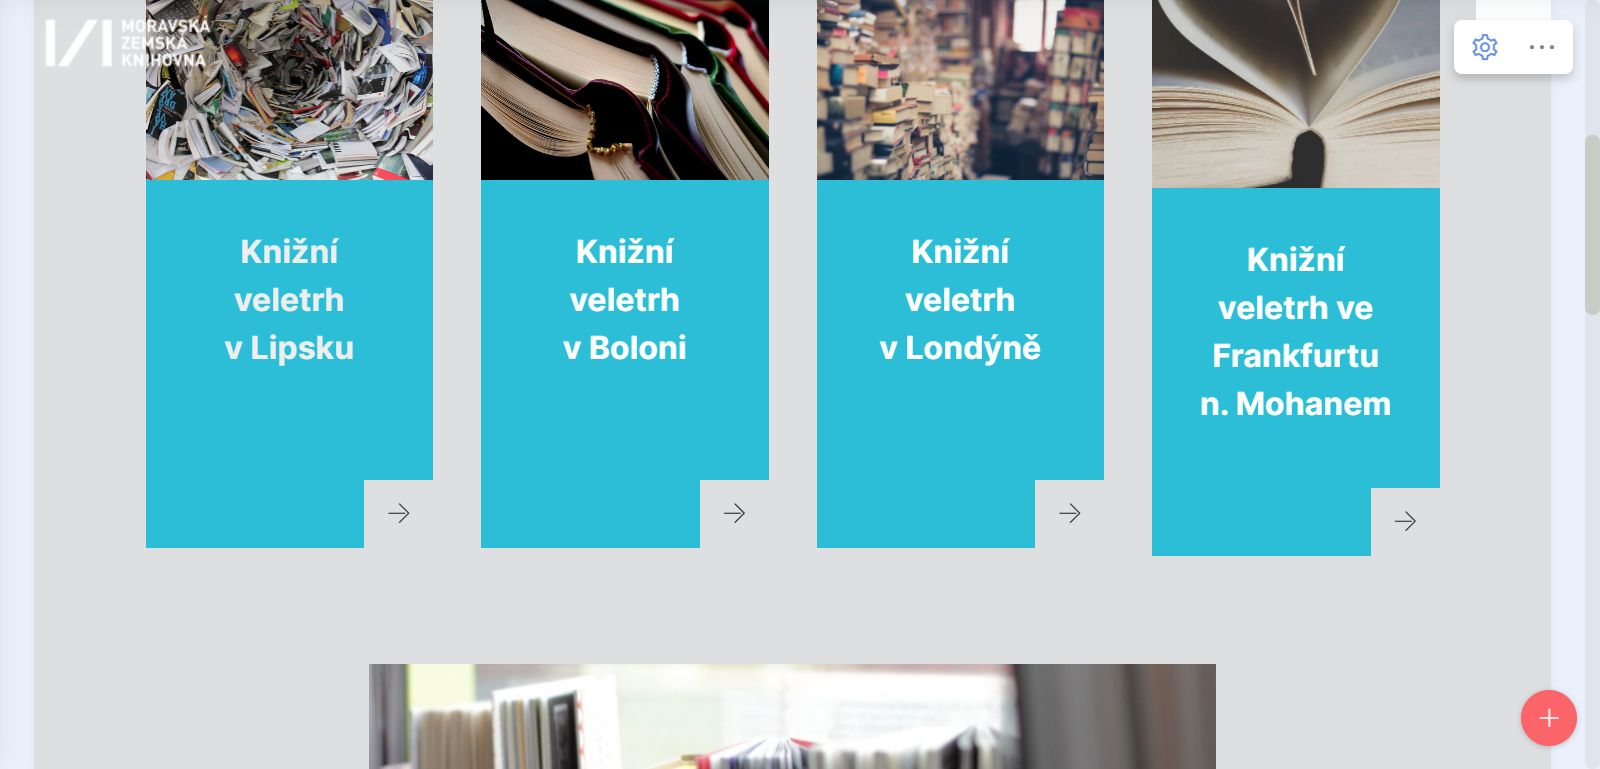 MORAVSKÁ
ZEMSKÁ
KNIHOVNA
Knižní
veletrh
v Lipsku
Knižní
veletrh
v Boloni
Knižní
veletrh
v Londýně
Knižní
veletrh ve
Frankfurtu
n. Mohanem